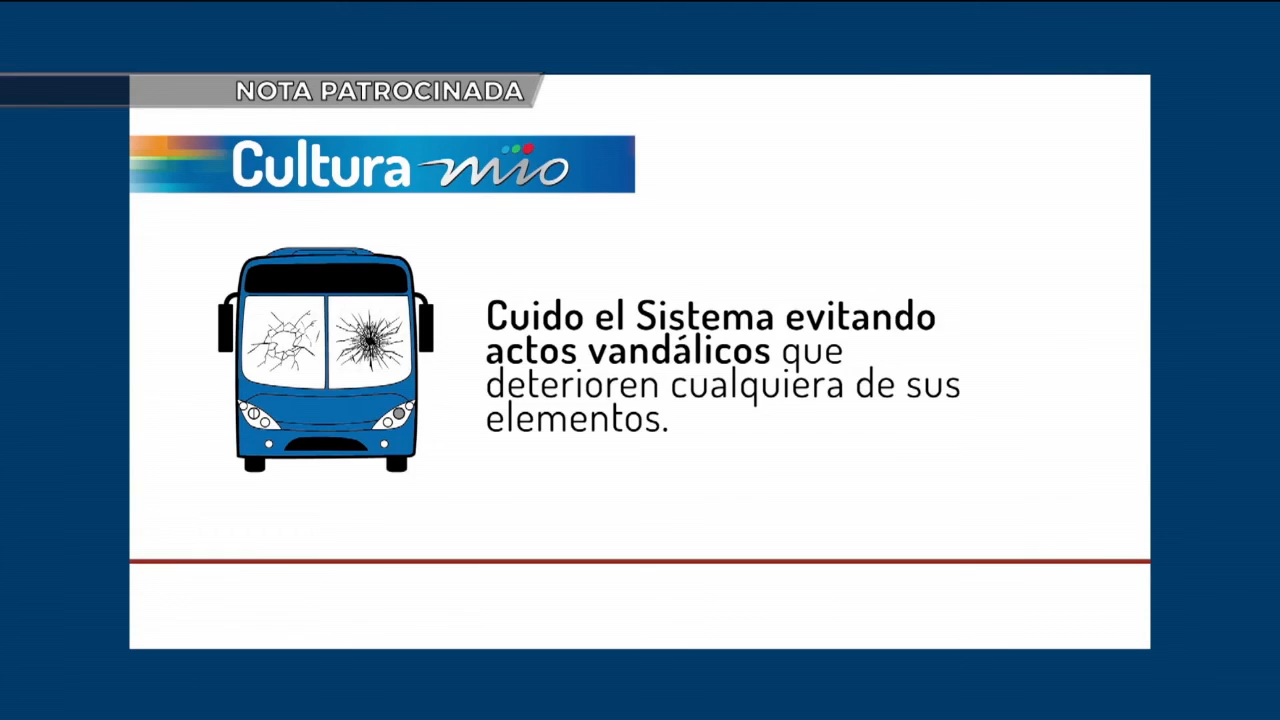 NOTA PATROCINADA
Cultura mio
Cuido el Sistema evitando
actos vandálicos que
deterioren cualquiera de sus
elementos.